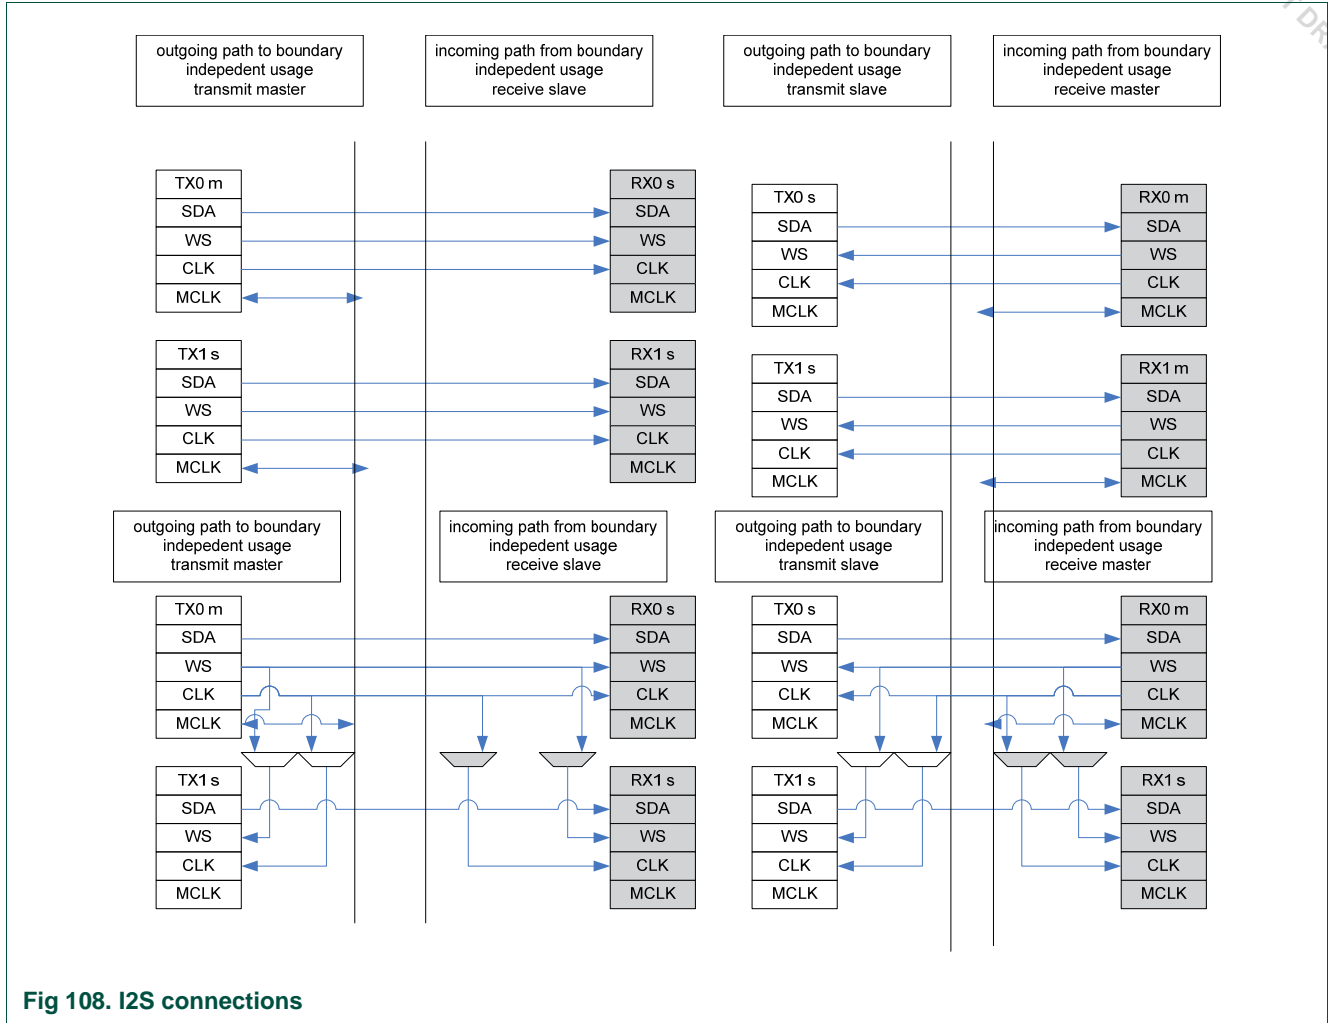 outgoing path to boundary
indepedent usage
transmit master
incoming path from boundary
indepedent usage
receive slave
outgoing path to boundary
indepedent usage
transmit slave
incoming path from boundary
indepedent usage
receive master
TX0 m
SDA
WS
CLK
MCLK
RX0 s
SDA
WS
CLK
MCLK
TX0 s
SDA
WS
CLK
MCLK
RX0 m
SDA
WS
CLK
MCLK
TX1 s
SDA
WS
CLK
MCLK
RX1 s
SDA
WS
CLK
MCLK
TX1 s
SDA
WS
CLK
MCLK
RX1 m
SDA
WS
CLK
MCLK
outgoing path to boundary
indepedent usage
transmit master
incoming path from boundary
indepedent usage
receive slave
outgoing path to boundary
indepedent usage
transmit slave
incoming path from boundary
indepedent usage
receive master
TX0 m
SDA
WS
CLK
MCLK
RX0 s
SDA
WS
CLK
MCLK
TX0 s
SDA
WS
CLK
MCLK
RX0 m
SDA
WS
CLK
MCLK
TX1 s
SDA
WS
CLK
MCLK
RX1 s
SDA
WS
CLK
MCLK
TX1 s
SDA
WS
CLK
MCLK
RX1 s
SDA
WS
CLK
MCLK
Fig 108. I2S connections